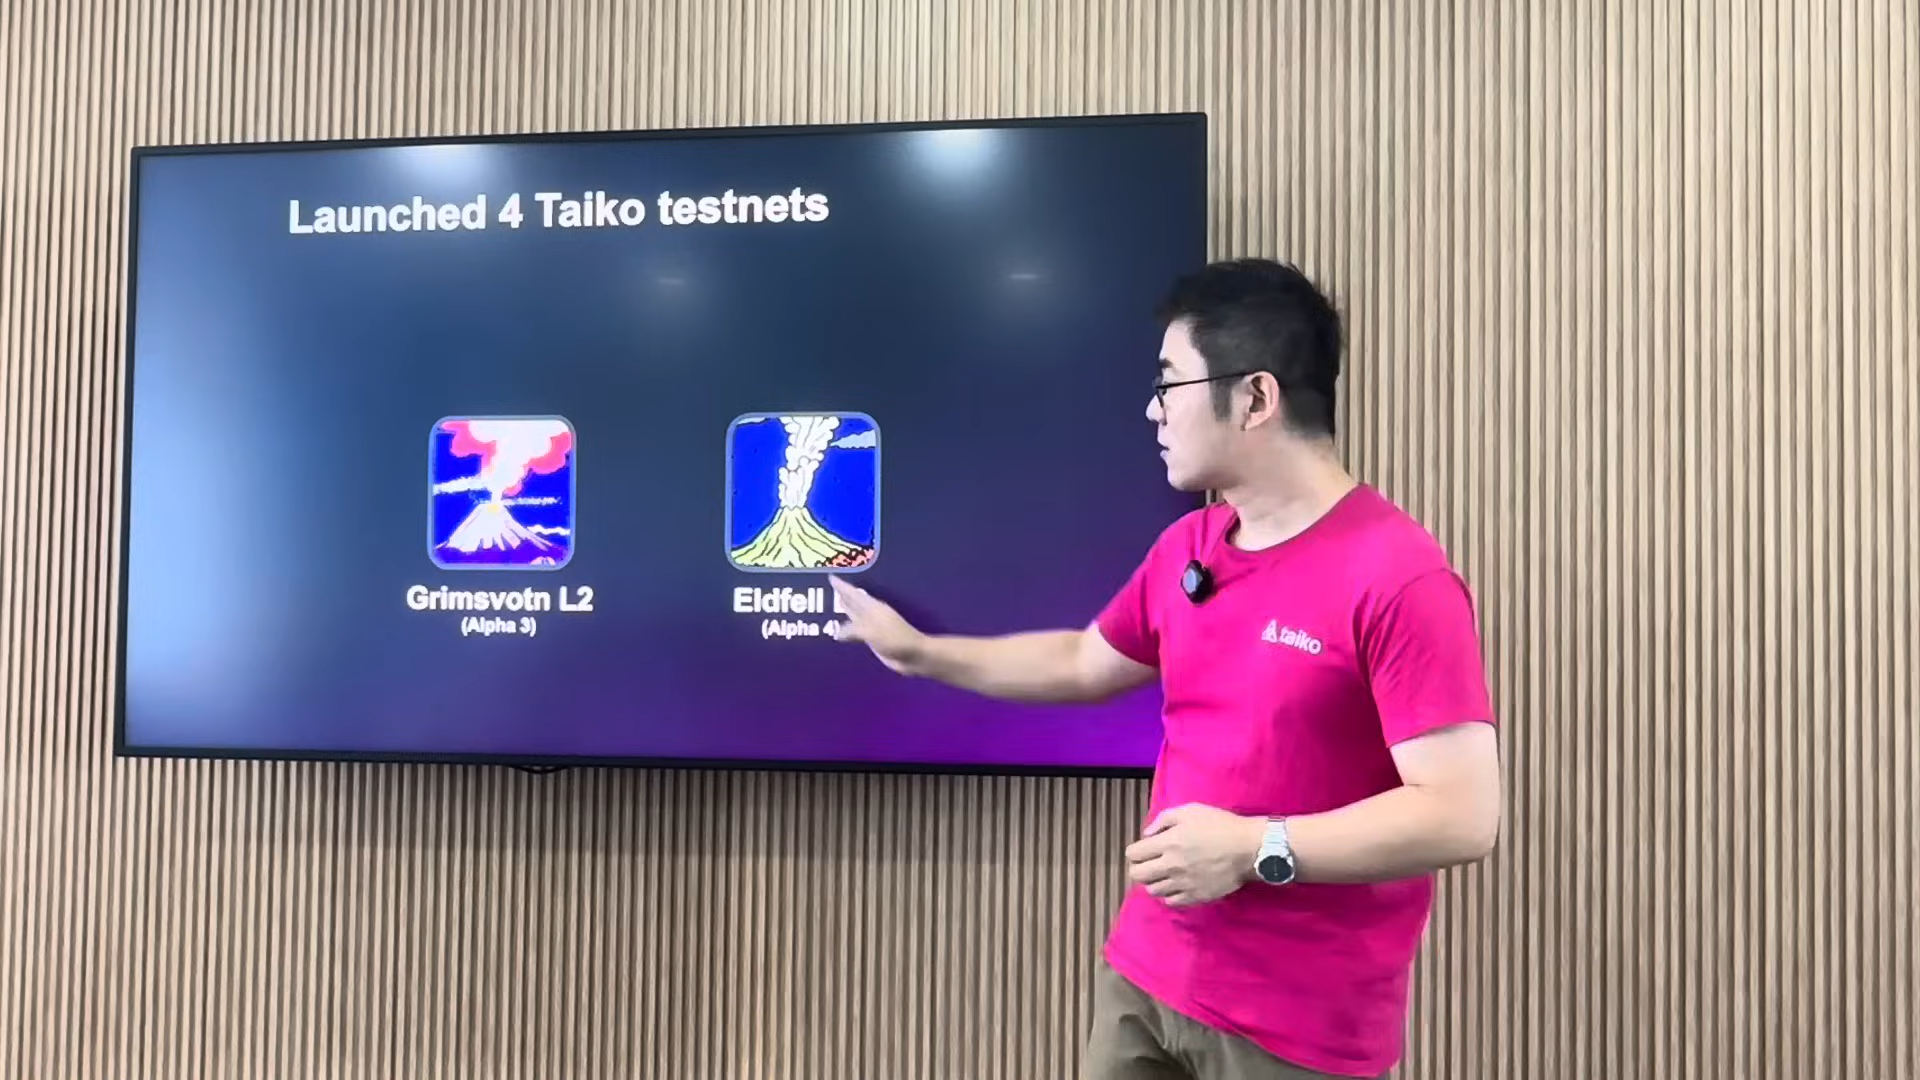 Launched 4 Taiko testnets
Grimsvotn L2
(Alpha 3)
Eldfell
(Alpha 4)
taiko